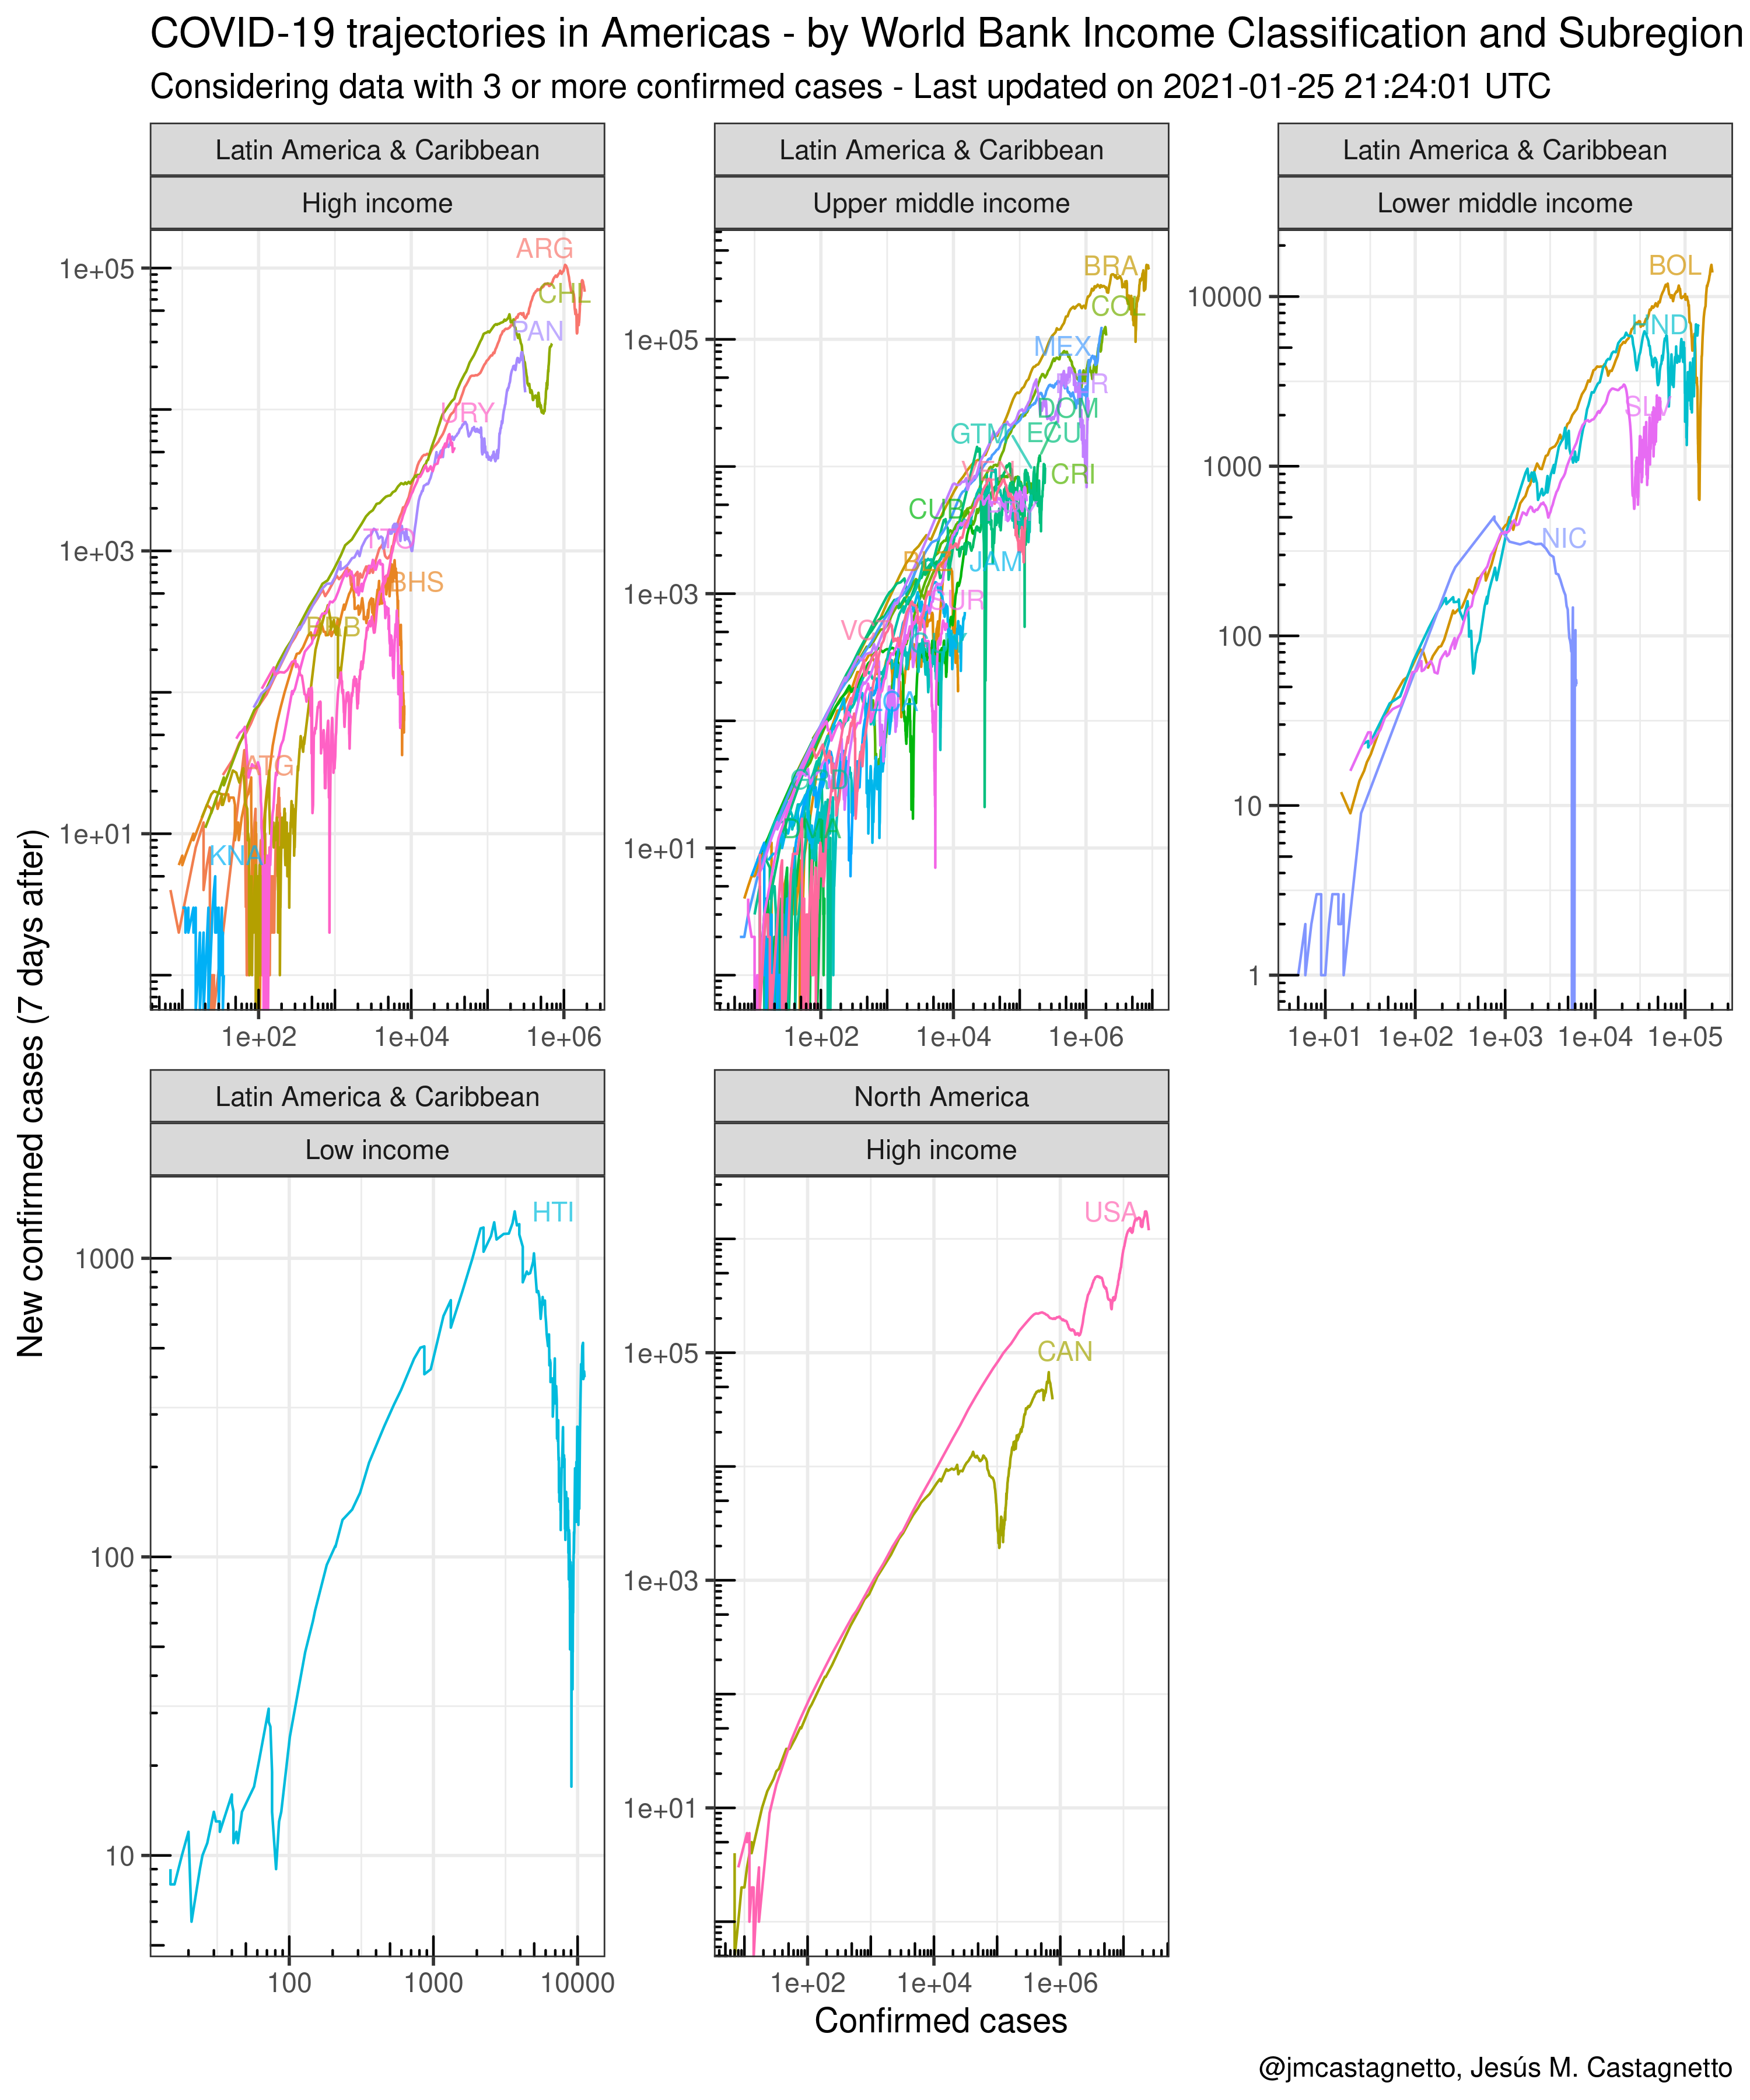 COVID-19 trajectories in Americas - by World Bank Income Classification and Subregion
Considering data with 3 or more confirmed cases - Last updated on 2021-01-25 21:24:01 UTC
Latin America & Caribbean
High income
1e+05
1e+03
1e+01
1e+02
1e+04
1e+06
ARG
CHL
PAN
URY
TTO
BHS
BRB
ATG
KNA
Latin America & Caribbean
Upper middle income
1e+05
1e+03
1e+01
1e+02
1e+04
1e+06
BRA
COL
MEX
PER
DOM
GTM
ECU
CRI
CUB
JAM
SUR
LCA
Latin America & Caribbean
Lower middle income
10000
1000
100
10
1
1e+01
1e+02
1e+03
1e+04
1e+05
BOL
HND
SLV
NIC
New confirmed cases (7 days after)
Latin America & Caribbean
Low income
1000
100
10
100
1000
10000
HTI
North America
High income
1e+05
1e+03
1e+01
1e+02
1e+04
1e+06
USA
CAN
Confirmed cases
@jmcastagnetto, Jesús M. Castagnetto